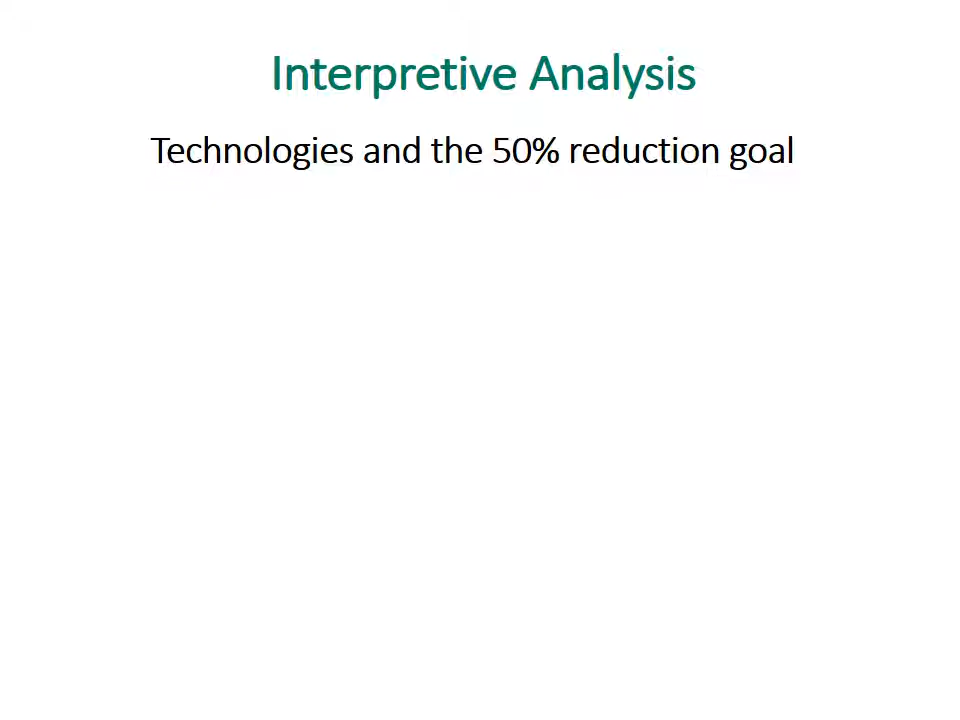 Interpretive Analysis
Technologies and the 50% reduction goal